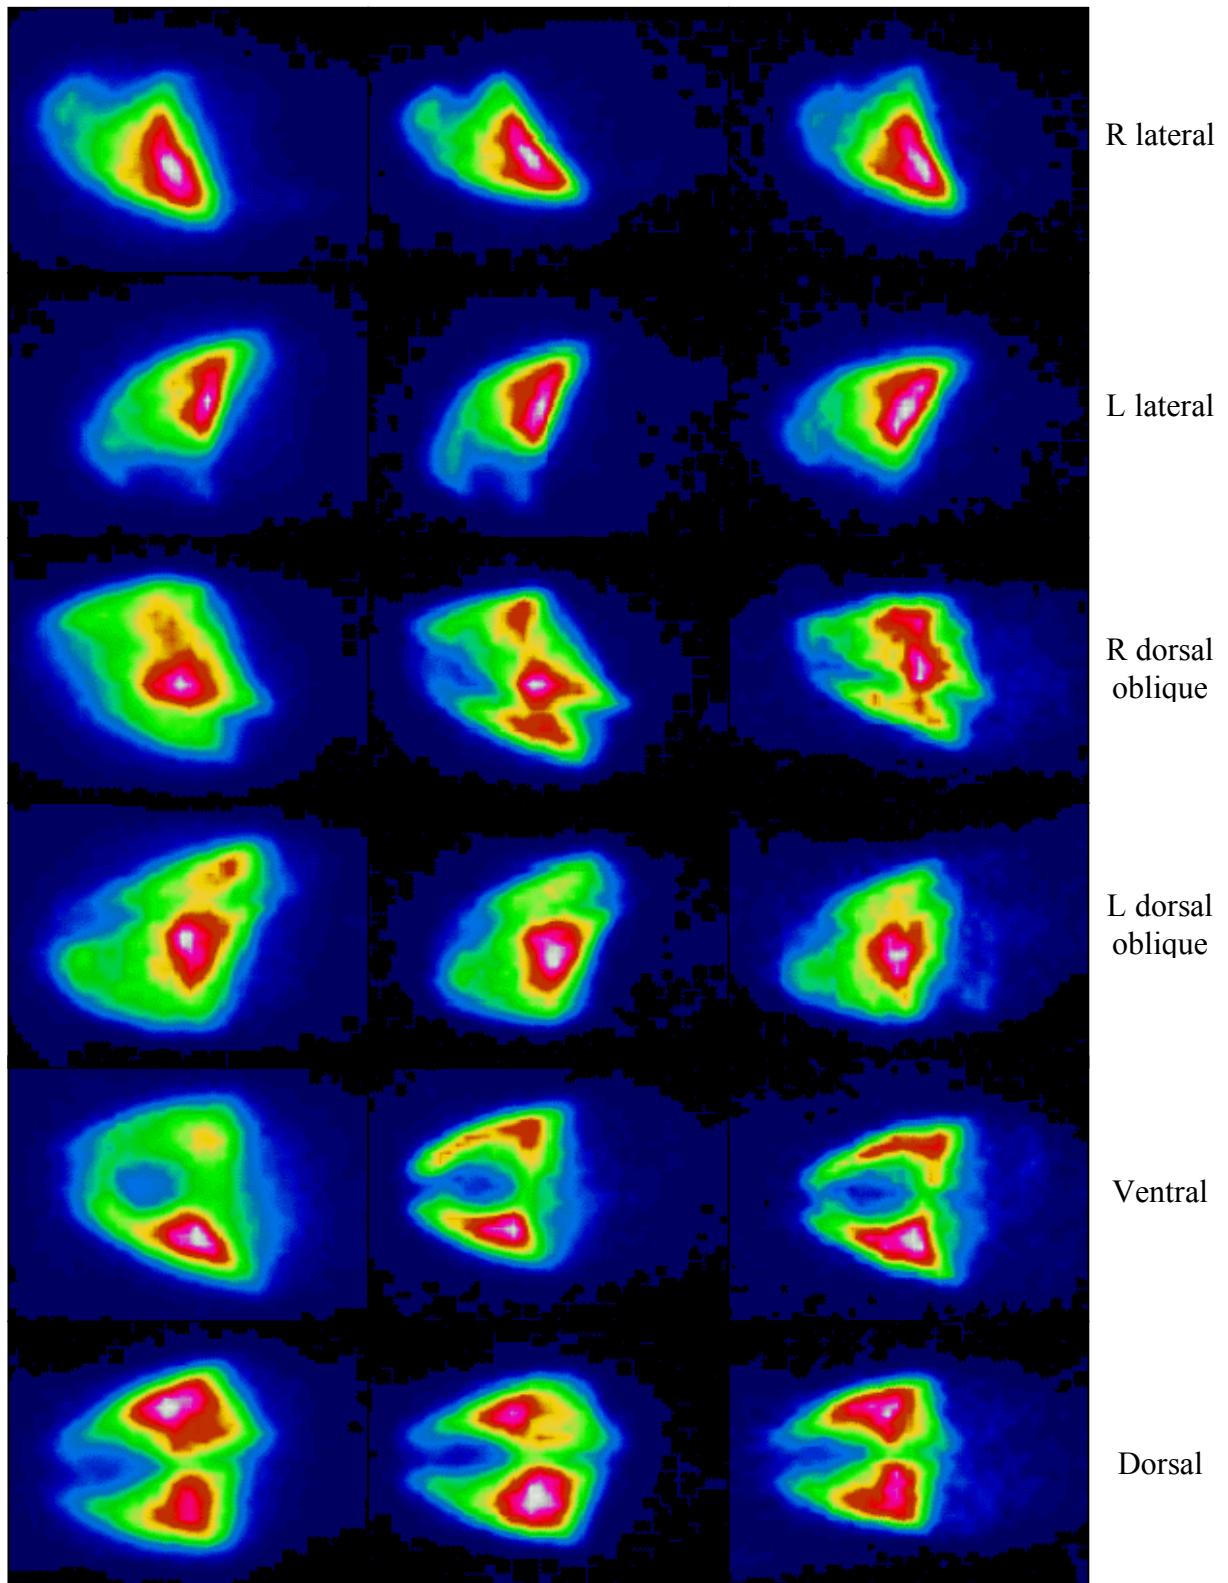 R lateral
L lateral
R dorsal
oblique
L dorsal
oblique
Ventral
Dorsal